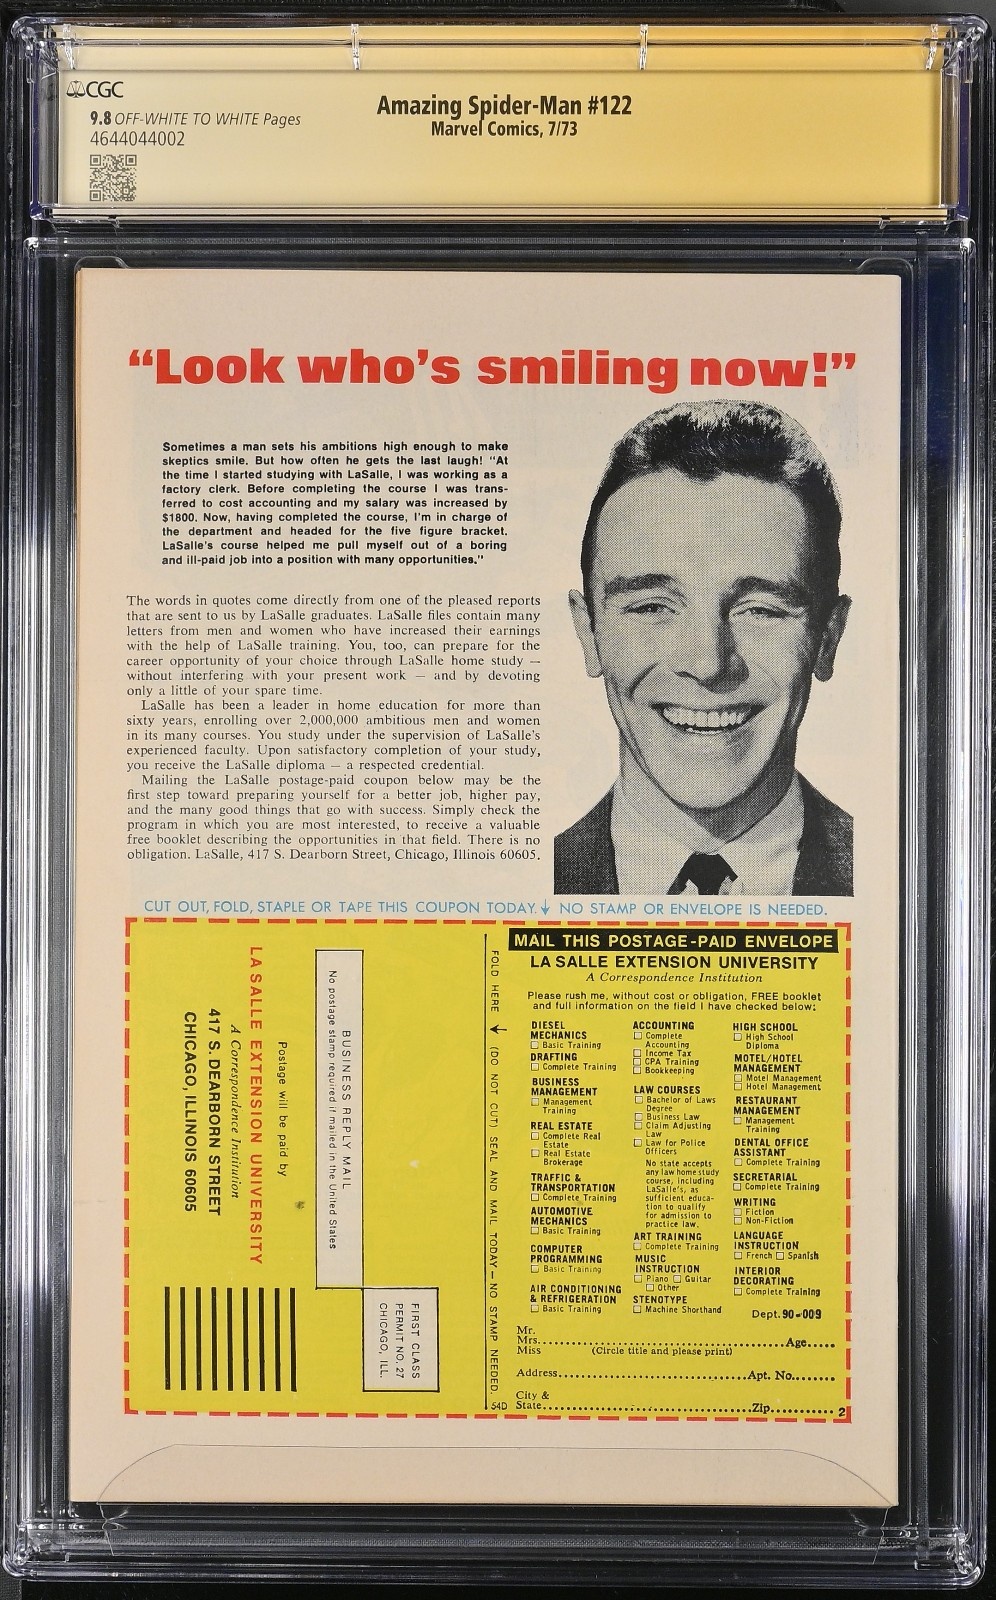 CGC
9.8 OFF-WHITE TO WHITE Pages
4644044002
Amazing Spider-Man #122
Marvel Comics, 7/73
“Look who’s smiling now!”
Sometimes a man sets his ambitions high enough to make
skeptics smile. But how often he gets the last laugh! "At
the time I started studying with LaSalle, I was working as a
factory clerk. Before completing the course I was trans-
ferred to cost accounting and my salary was increased by
$1800. Now, having completed the course, I'm in charge of
the department and headed for the five figure bracket.
LaSalle's course helped me pull myself out of a boring
and ill-paid job into a position with many opportunities."
The words in quotes come directly from one of the pleased reports
that are sent to us by LaSalle graduates. LaSalle files contain many
letters from men and women who have increased their earnings
with the help of LaSalle training. You, too, can prepare for the
career opportunity of your choice through LaSalle home study —
without interfering with your present work — and by devoting
only a little of your spare time.
LaSalle has been a leader in home education for more than
sixty years, enrolling over 2,000,000 ambitious men and women
in its many courses. You study under the supervision of LaSalle's
experienced faculty. Upon satisfactory completion of your study,
you receive the LaSalle diploma — a respected credential.
Mailing the LaSalle postage-paid coupon below may be the
first step toward preparing yourself for a better job, higher pay,
and the many good things that go with success. Simply check the
program in which you are most interested, to receive a valuable
free booklet describing the opportunities in that field. There is no
obligation. LaSalle, 417 S. Dearborn Street, Chicago, Illinois 60605.
CUT OUT, FOLD, STAPLE OR TAPE THIS COUPON TODAY. ↓ NO STAMP OR ENVELOPE IS NEEDED.
FIRST CLASS
PERMIT NO. 27
CHICAGO, ILL.
BUSINESS REPLY MAIL
No postage stamp required if mailed in the United States
Postage will be paid by
LA SALLE EXTENSION UNIVERSITY
A Correspondence Institution
417 S. DEARBORN STREET
CHICAGO, ILLINOIS 60605
FOLD HERE → (DO NOT CUT) SEAL AND MAIL TODAY — NO STAMP NEEDED.
54D
MAIL THIS POSTAGE-PAID ENVELOPE
LA SALLE EXTENSION UNIVERSITY
A Correspondence Institution
Please rush me, without cost or obligation, FREE booklet
and full information on the field I have checked below:
DIESEL
MECHANICS
☐ Basic Training
DRAFTING
☐ Complete Training
BUSINESS
MANAGEMENT
☐ Management
Training
REAL ESTATE
☐ Complete Real
Estate
☐ Real Estate
Brokerage
TRAFFIC &
TRANSPORTATION
☐ Complete Training
AUTOMOTIVE
MECHANICS
☐ Basic Training
COMPUTER
PROGRAMMING
☐ Basic Training
AIR CONDITIONING
& REFRIGERATION
☐ Basic Training
ACCOUNTING
☐ Complete
Accounting
☐ Income Tax
☐ CPA Training
☐ Bookkeeping
LAW COURSES
☐ Bachelor of Laws
Degree
☐ Business Law
☐ Claim Adjusting
Law
☐ Law for Police
Officers
No state accepts
any law home study
course, including
LaSalle's, as
sufficient educa-
tion to qualify
for admission to
practice law.
ART TRAINING
☐ Complete Training
MUSIC
INSTRUCTION
☐ Piano ☐ Guitar
☐ Other
STENOTYPE
☐ Machine Shorthand
HIGH SCHOOL
☐ High School
Diploma
MOTEL/HOTEL
MANAGEMENT
☐ Motel Management
☐ Hotel Management
RESTAURANT
MANAGEMENT
☐ Management
Training
DENTAL OFFICE
ASSISTANT
☐ Complete Training
SECRETARIAL
☐ Complete Training
WRITING
☐ Fiction
☐ Non-Fiction
LANGUAGE
INSTRUCTION
☐ French ☐ Spanish
INTERIOR
DECORATING
☐ Complete Training
Dept. 90-009
Mr.
Mrs. Age
Miss (Circle title and please print)
Address Apt. No.
City &
State Zip 2